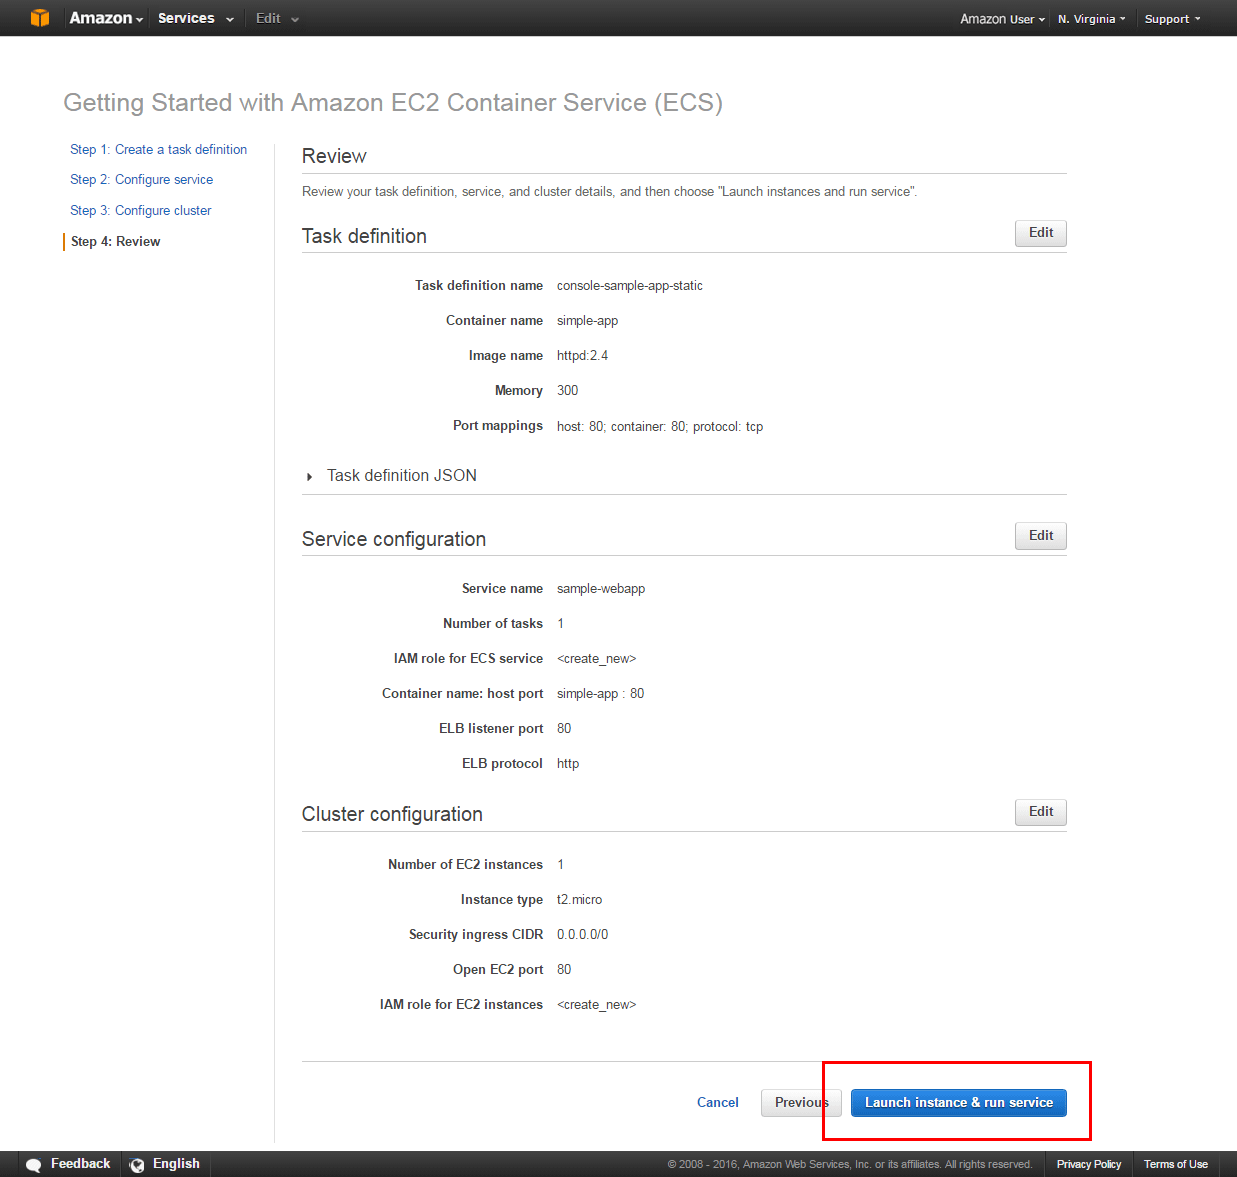 Amazon Services Edit Amazon User N. Virginia Support
Getting Started with Amazon EC2 Container Service (ECS)
Step 1: Create a task definition
Step 2: Configure service
Step 3: Configure cluster
Step 4: Review
Review
Review your task definition, service, and cluster details, and then choose "Launch instances and run service".
Task definition Edit
Task definition name console-sample-app-static
Container name simple-app
Image name httpd:2.4
Memory 300
Port mappings host: 80; container: 80; protocol: tcp
Task definition JSON
Service configuration Edit
Service name sample-webapp
Number of tasks 1
IAM role for ECS service <create_new>
Container name: host port simple-app : 80
ELB listener port 80
ELB protocol http
Cluster configuration Edit
Number of EC2 instances 1
Instance type t2.micro
Security ingress CIDR 0.0.0.0/0
Open EC2 port 80
IAM role for EC2 instances <create_new>
Cancel Previous Launch instance & run service
Feedback English © 2008 - 2016, Amazon Web Services, Inc. or its affiliates. All rights reserved. Privacy Policy Terms of Use